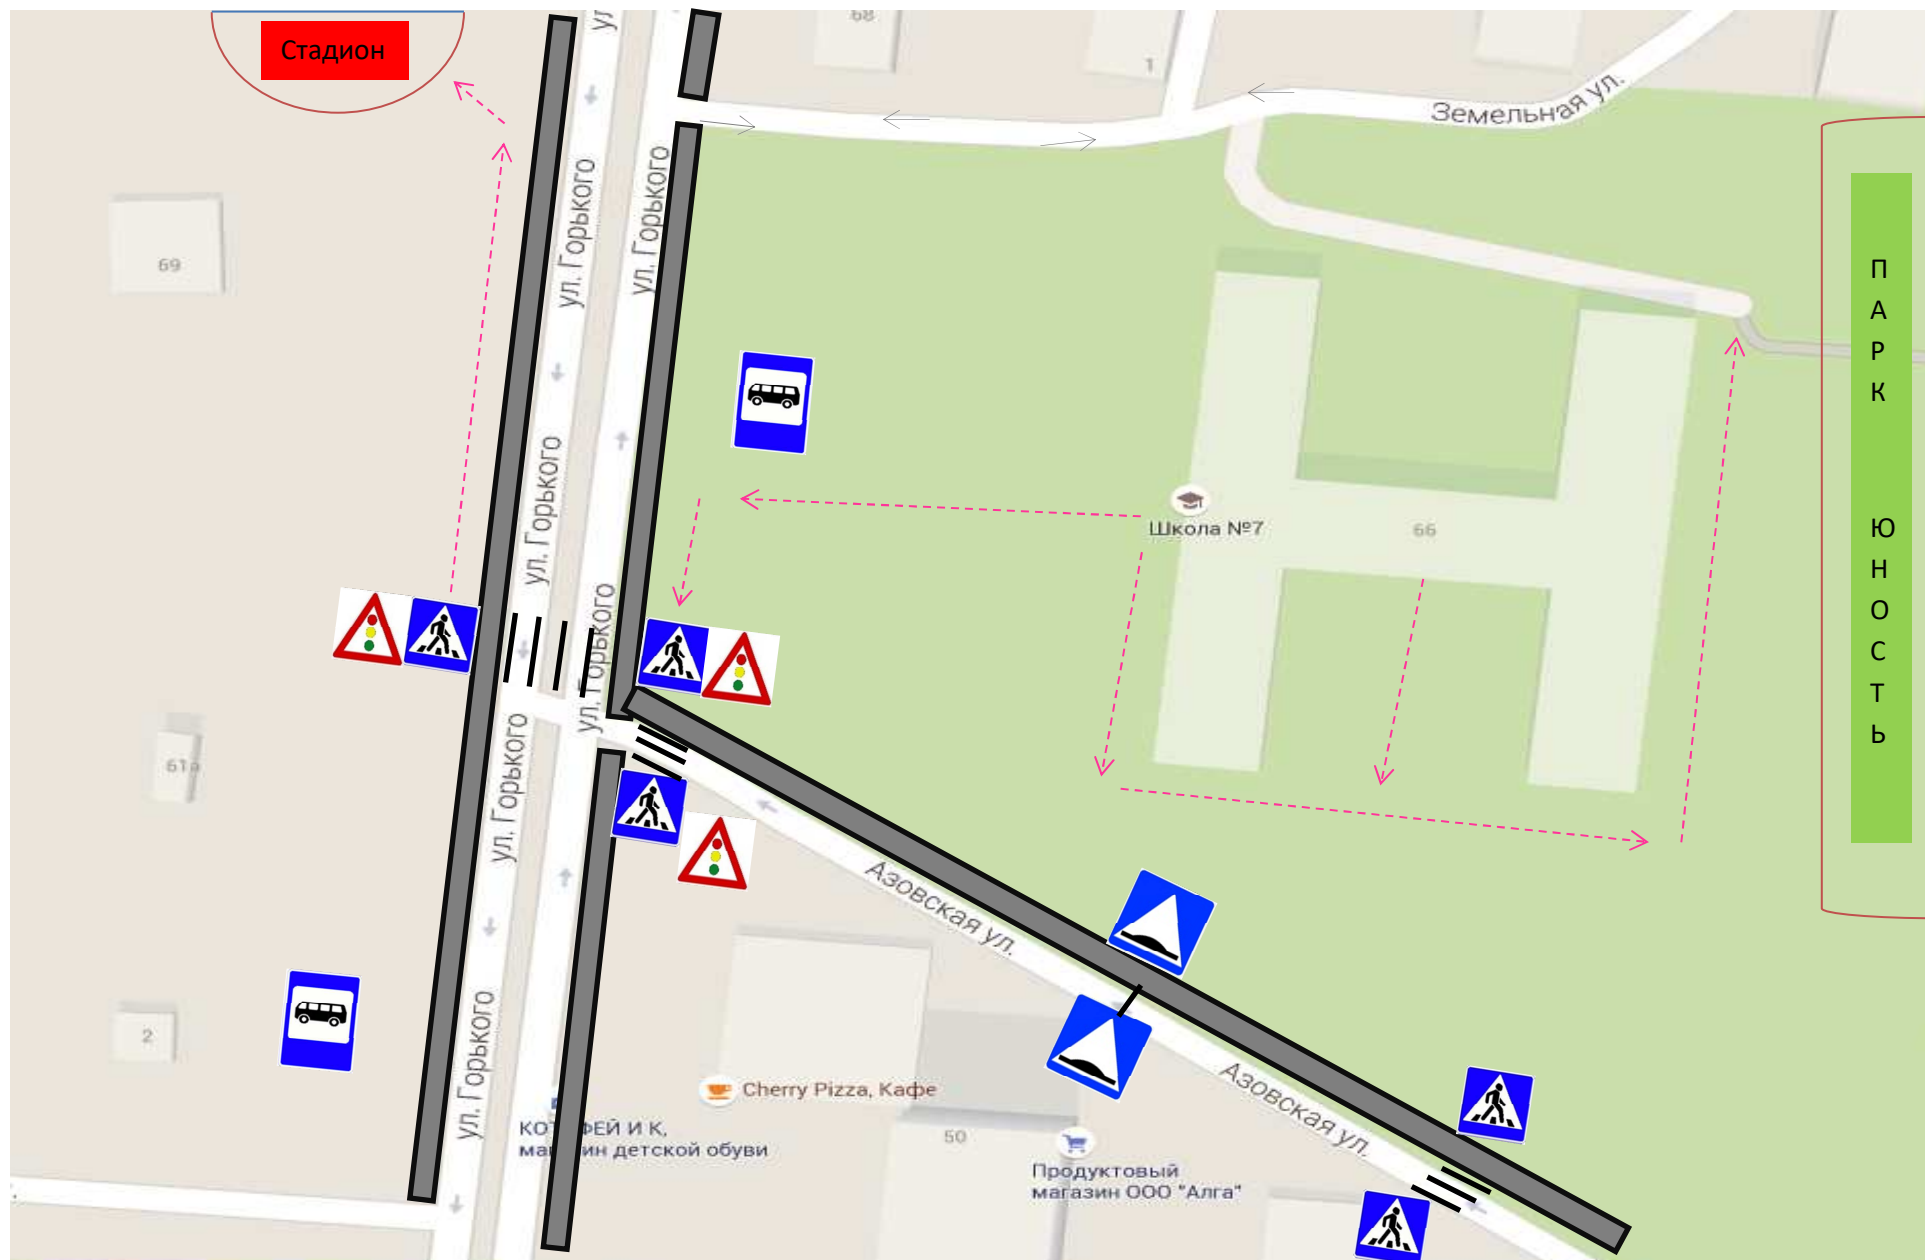 Стадион
ул
68
1
Земельная ул.
ул. Горького
ул. Горького
69
П
А
Р
К
Ю
Н
О
С
Т
Ь
ул. Горького
Школа №7
66
ул. Горького
ул. Горького
61а
Азовская ул.
2
ул. Горького
Cherry Pizza, Кафе
Азовская ул.
И К,
детской обуви
50
Продуктовый
магазин ООО "Алга"